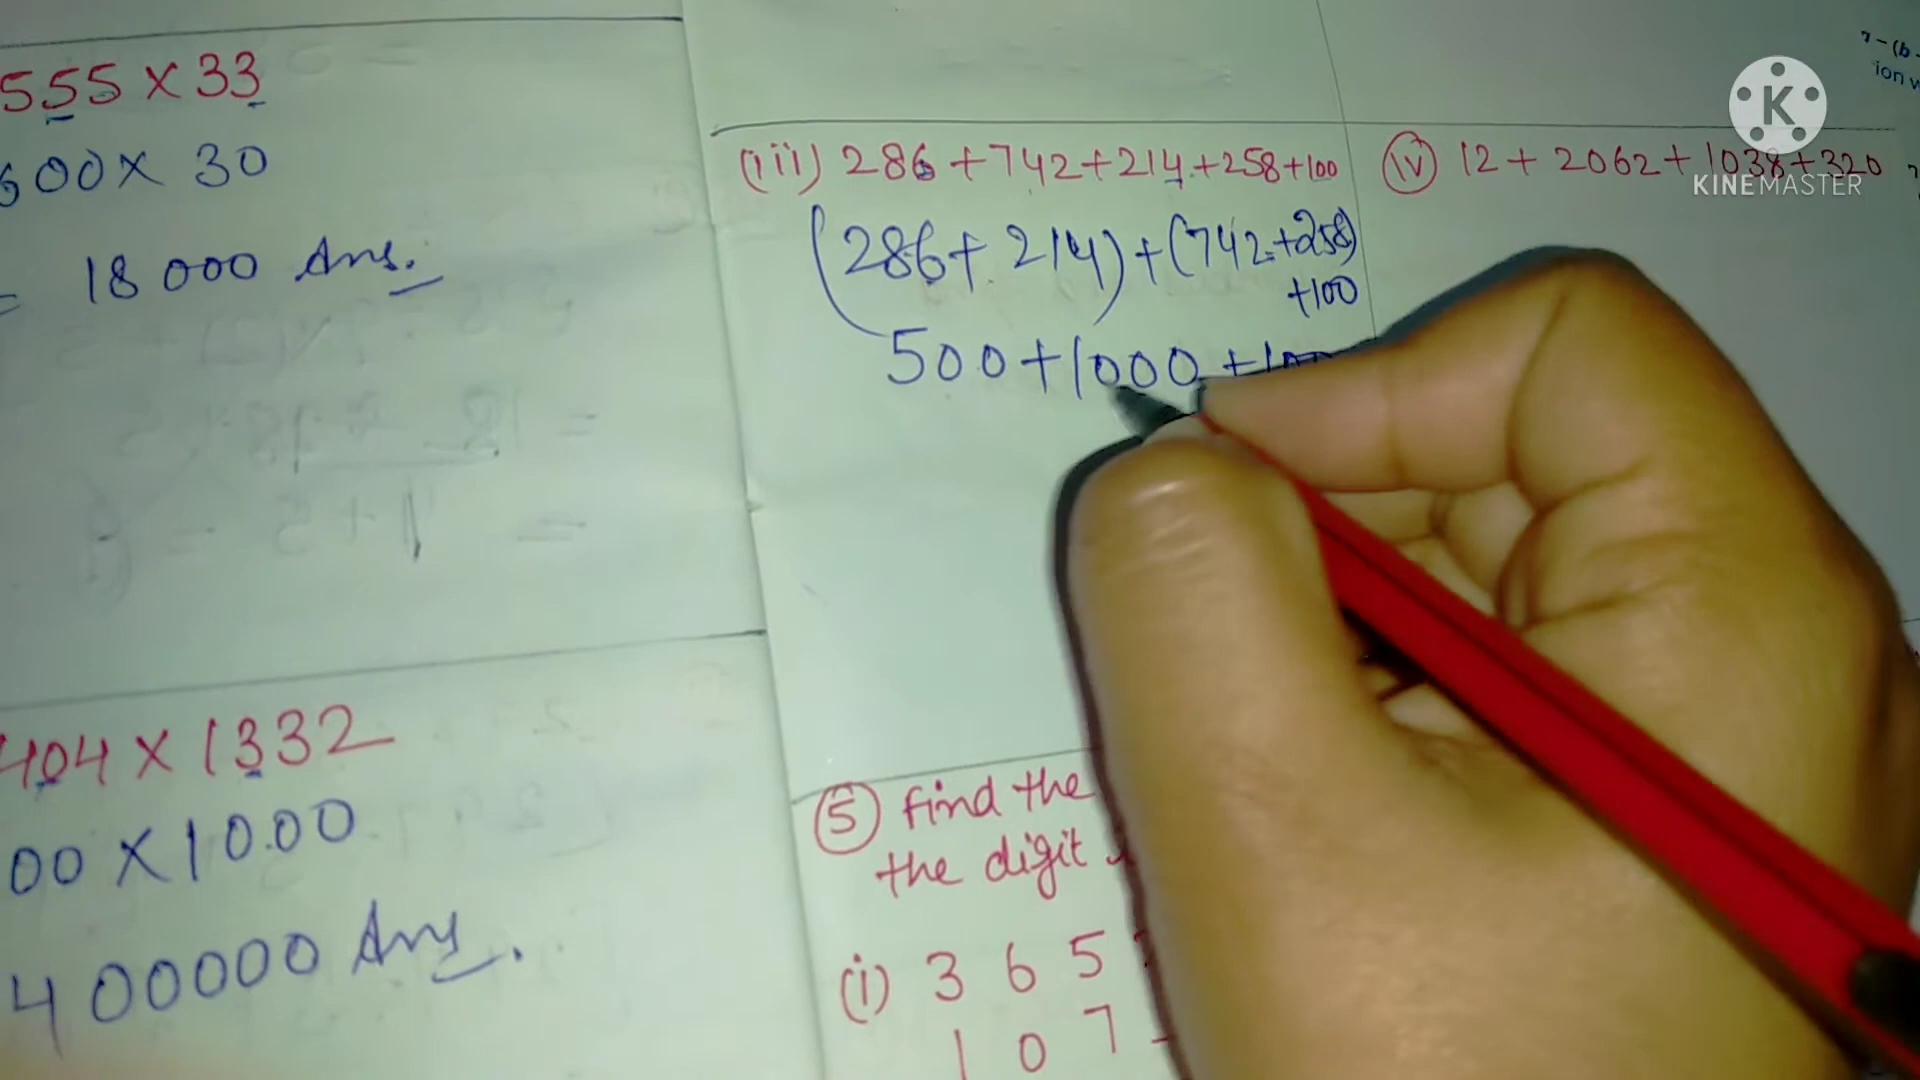 555 × 33
600 × 30
= 18000 Ans.
404 × 1332
00 × 1000
400000 Ans.
(iii) 286 + 742 + 214 + 258 + 100
(286 + 214) + (742 + 258)
+100
500 + 1000 + 100
(iv) 12 + 2062 + 1038 + 320
K
KINEMASTER
(5) find the
the digit
(i) 3 6 5
1 0 7 -